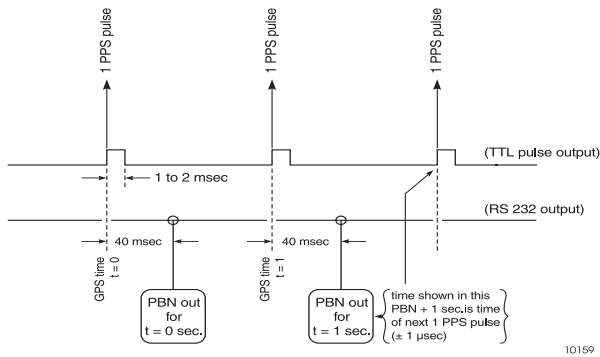 1 PPS pulse
1 PPS pulse
1 PPS pulse
(TTL pulse output)
1 to 2 msec
(RS 232 output)
40 msec
40 msec
GPS time
t = 0
GPS time
t = 1
PBN out
for
t = 0 sec.
PBN out
for
t = 1 sec.
time shown in this
PBN + 1 sec.is time
of next 1 PPS pulse
(± 1 µsec)
10159